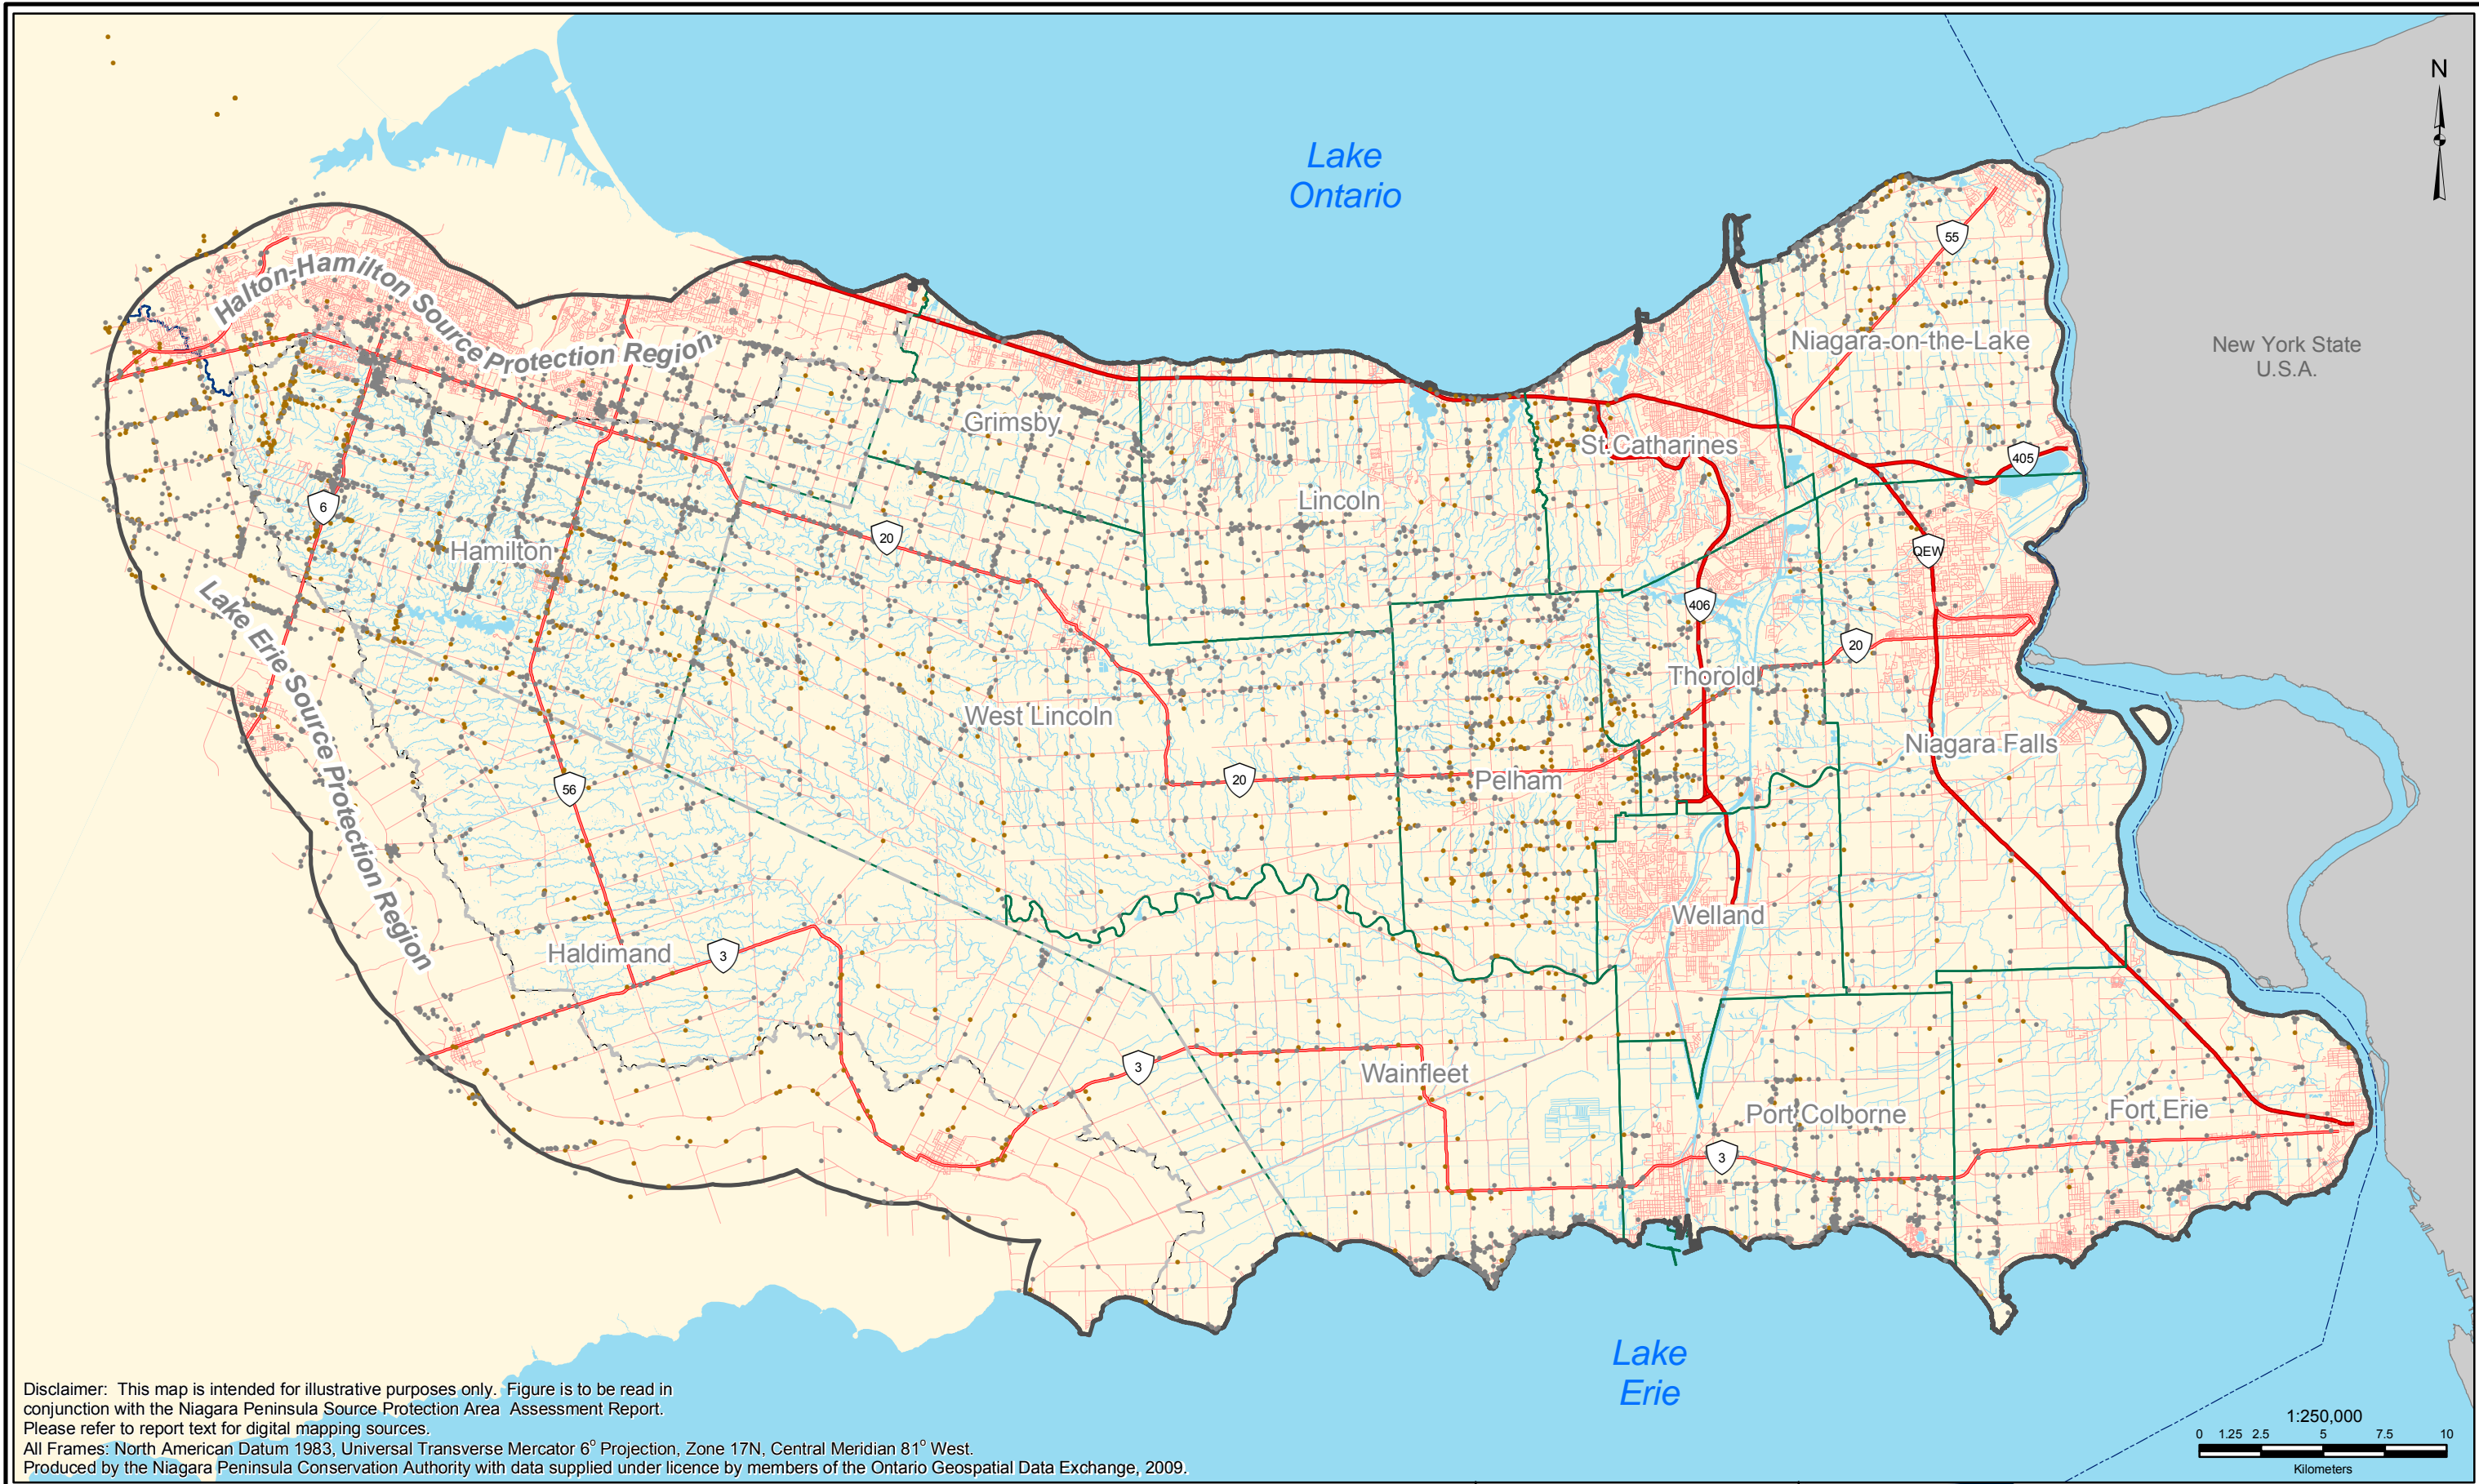 N
Lake
Ontario
55
Halton-Hamilton Source Protection Region
Niagara-on-the-Lake
New York State
U.S.A.
Grimsby
St.Catharines
405
Lincoln
6
20
Hamilton
QEW
Lake Erie Source Protection Region
406
20
Thorold
West Lincoln
Niagara Falls
20
Pelham
56
Welland
Haldimand
3
3
Wainfleet
Port Colborne
Fort Erie
3
Lake
Erie
Disclaimer: This map is intended for illustrative purposes only. Figure is to be read in
conjunction with the Niagara Peninsula Source Protection Area Assessment Report.
Please refer to report text for digital mapping sources.
All Frames: North American Datum 1983, Universal Transverse Mercator 6° Projection, Zone 17N, Central Meridian 81° West.
Produced by the Niagara Peninsula Conservation Authority with data supplied under licence by members of the Ontario Geospatial Data Exchange, 2009.
1:250,000
0 1.25 2.5 5 7.5 10
Kilometers